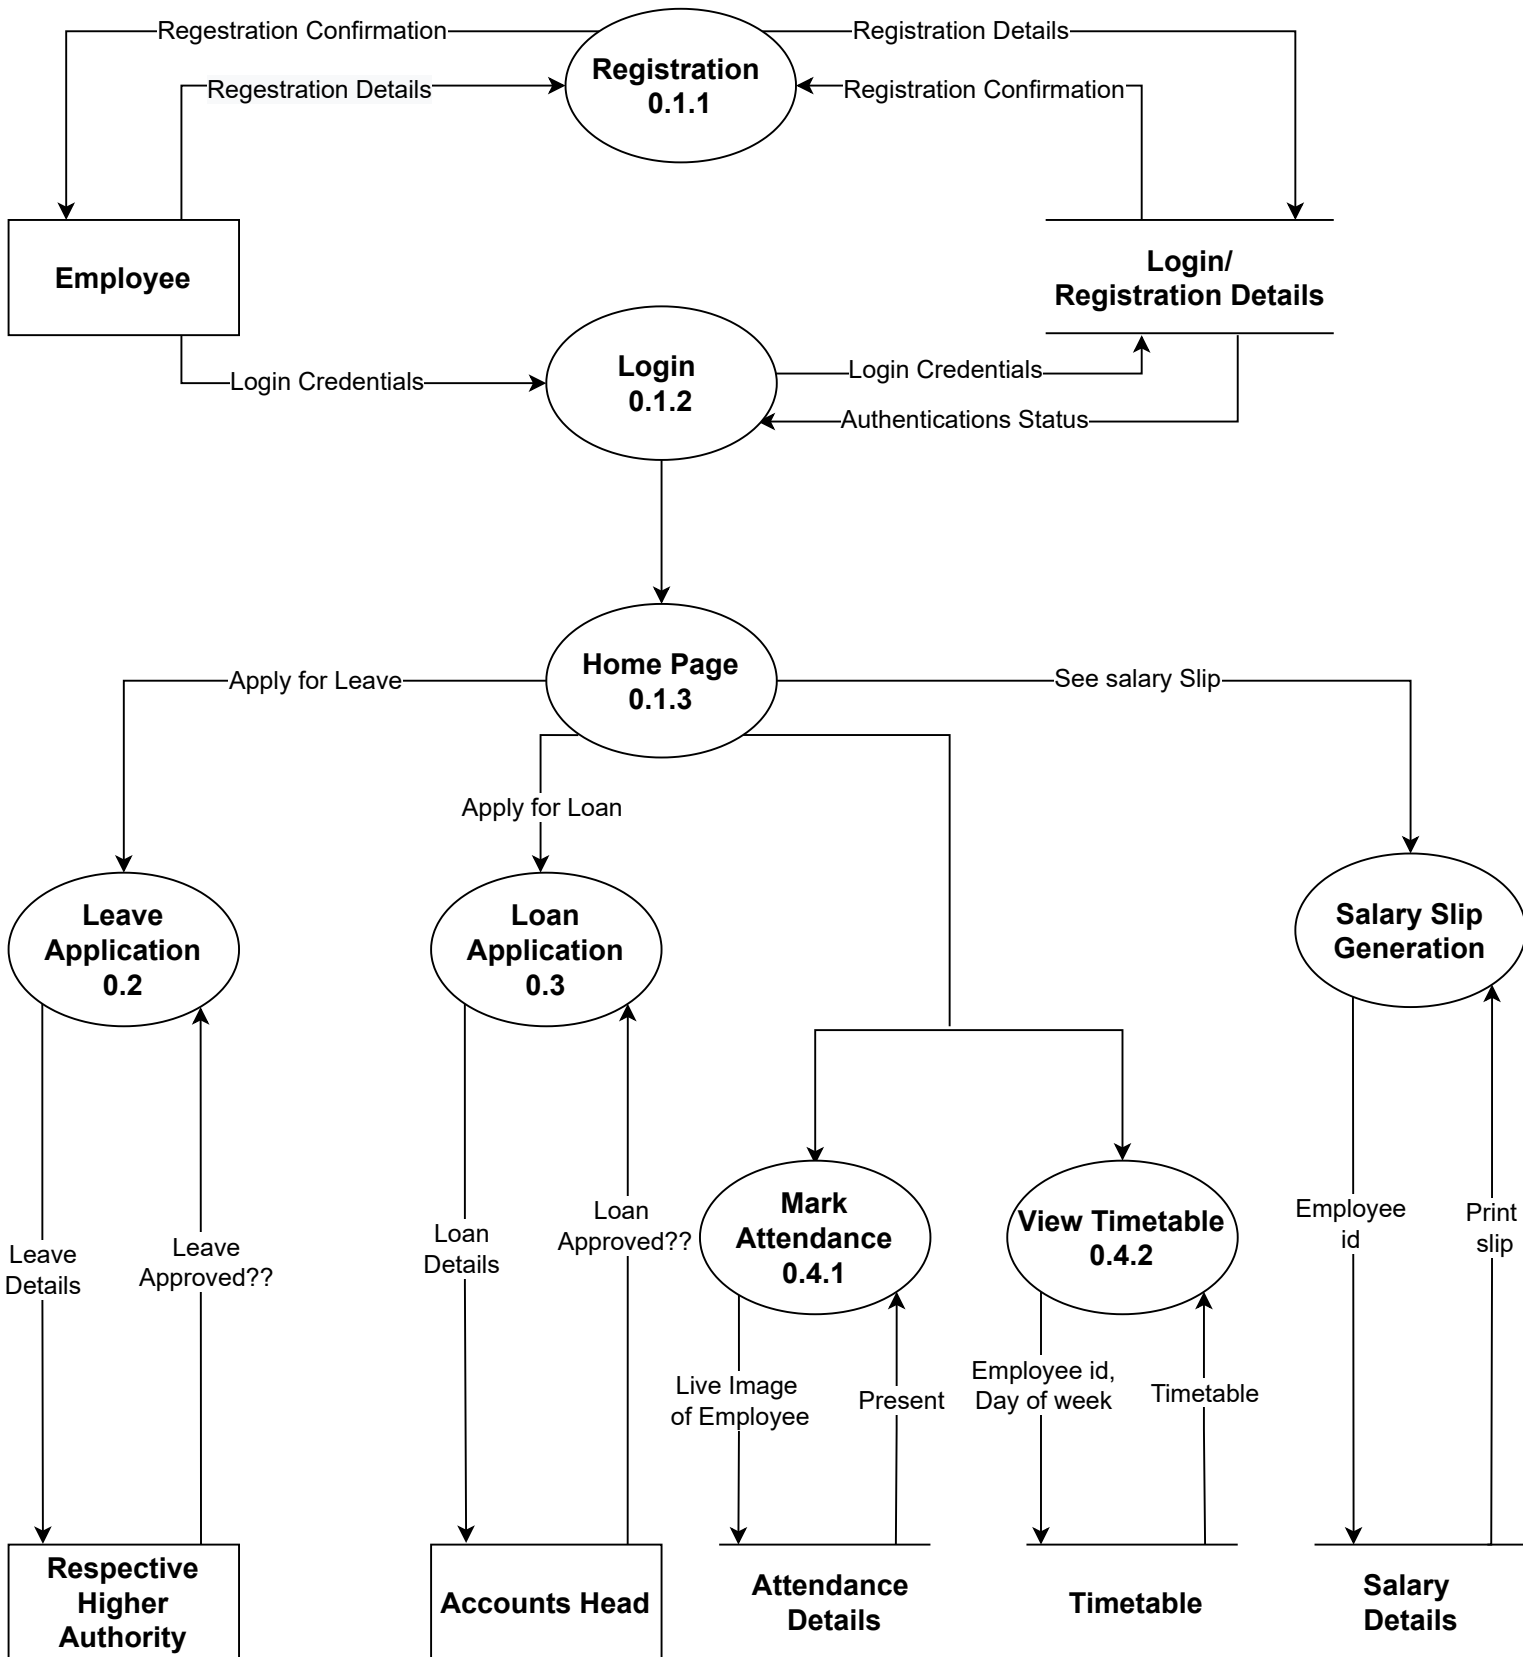 Regestration Confirmation
Registration Details
Registration
0.1.1
Regestration Details
Registration Confirmation
Employee
Login/
Registration Details
Login
0.1.2
Login Credentials
Login Credentials
Authentications Status
Home Page
0.1.3
Apply for Leave
See salary Slip
Apply for Loan
Leave
Application
0.2
Loan
Application
0.3
Salary Slip
Generation
Mark
Attendance
0.4.1
View Timetable
0.4.2
Leave
Details
Leave
Approved??
Loan
Details
Loan
Approved??
Employee
id
Print
slip
Live Image
of Employee
Present
Employee id,
Day of week
Timetable
Respective
Higher
Authority
Accounts Head
Attendance
Details
Timetable
Salary
Details